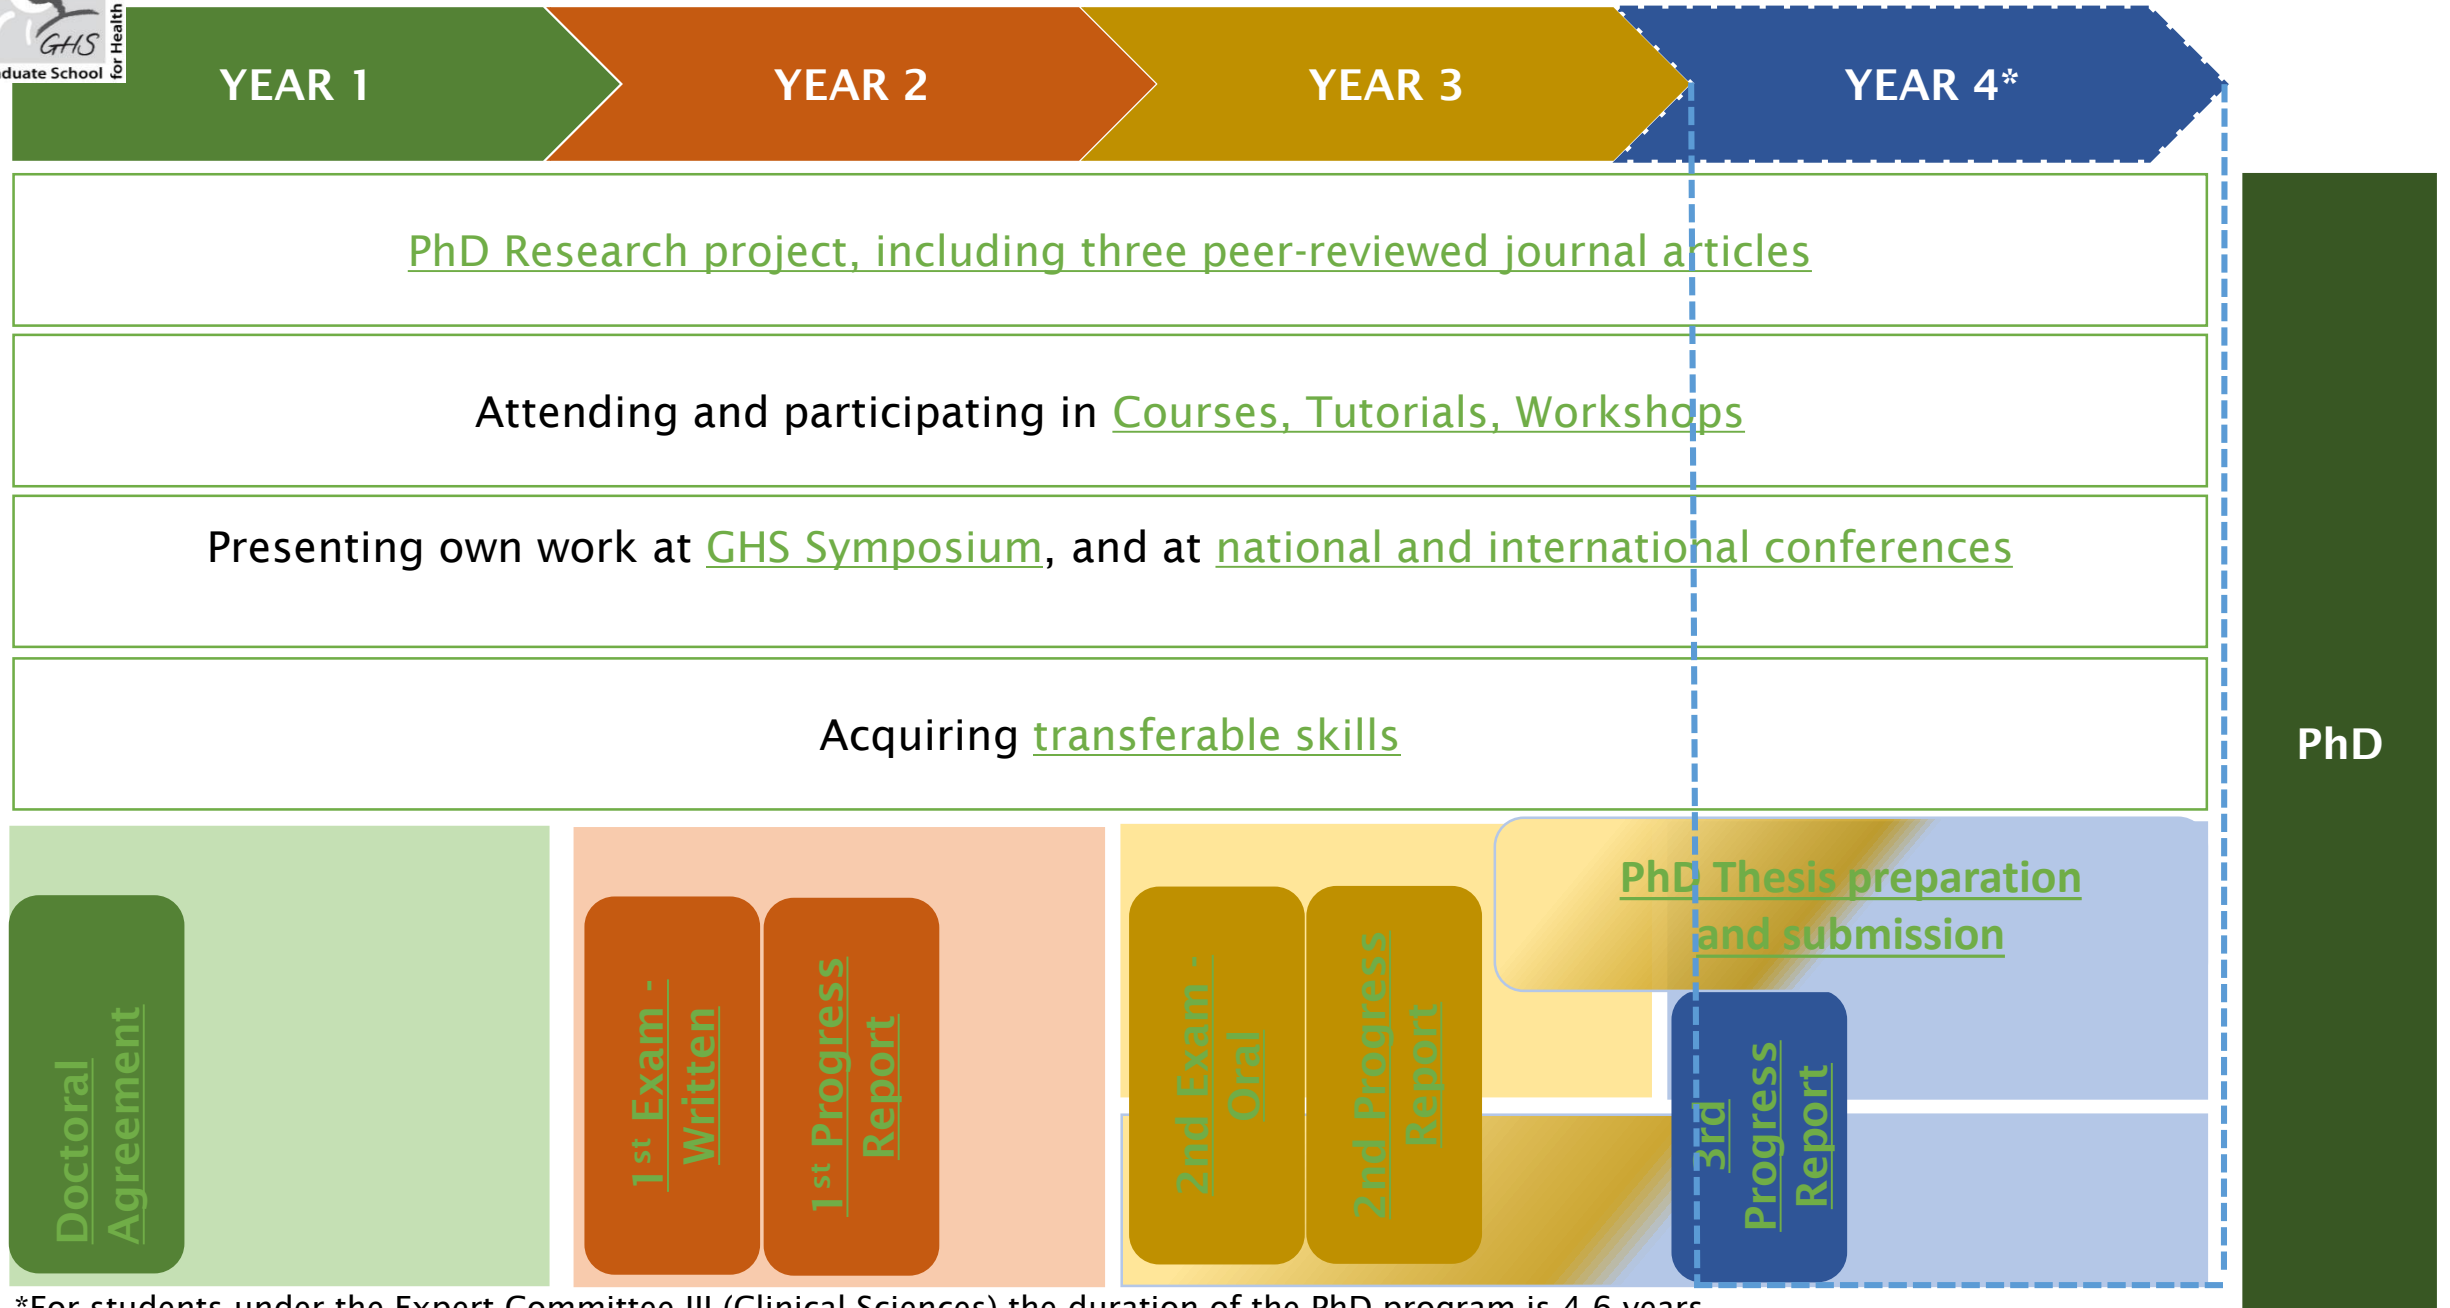 GHS
duate School
for Health
YEAR 1
YEAR 2
YEAR 3
YEAR 4*
PhD Research project, including three peer-reviewed journal articles
Attending and participating in Courses, Tutorials, Workshops
Presenting own work at GHS Symposium, and at national and international conferences
Acquiring transferable skills
PhD
PhD Thesis preparation
and submission
Doctoral
Agreement
1st Exam -
Written
1st Progress
Report
2nd Exam -
Oral
2nd Progress
Report
3rd
Progress
Report
*For students under the Expert Committee III (Clinical Sciences) the duration of the PhD program is 4-6 years